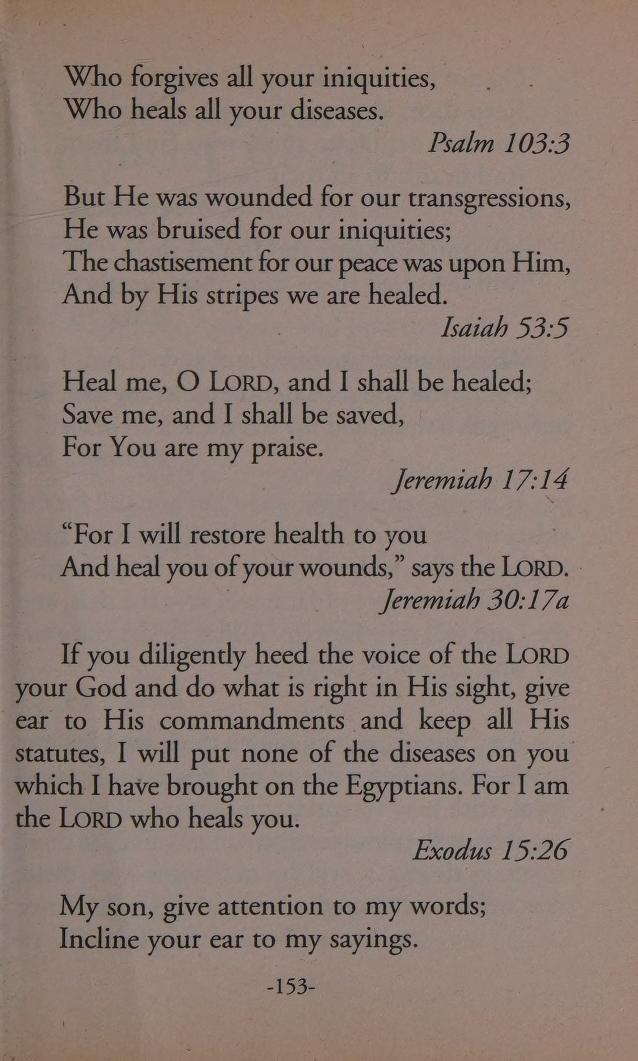 Who forgives all your iniquities,
Who heals all your diseases.
Psalm 103:3
But He was wounded for our transgressions,
He was bruised for our iniquities;
The chastisement for our peace was upon Him,
And by His stripes we are healed.
Isaiah 53:5
Heal me, O LORD, and I shall be healed;
Save me, and I shall be saved,
For You are my praise.
Jeremiah 17:14
“For I will restore health to you
And heal you of your wounds,” says the LORD.
Jeremiah 30:17a
If you diligently heed the voice of the LORD
your God and do what is right in His sight, give
ear to His commandments and keep all His
statutes, I will put none of the diseases on you
which I have brought on the Egyptians. For I am
the LORD who heals you.
Exodus 15:26
My son, give attention to my words;
Incline your ear to my sayings.
-153-